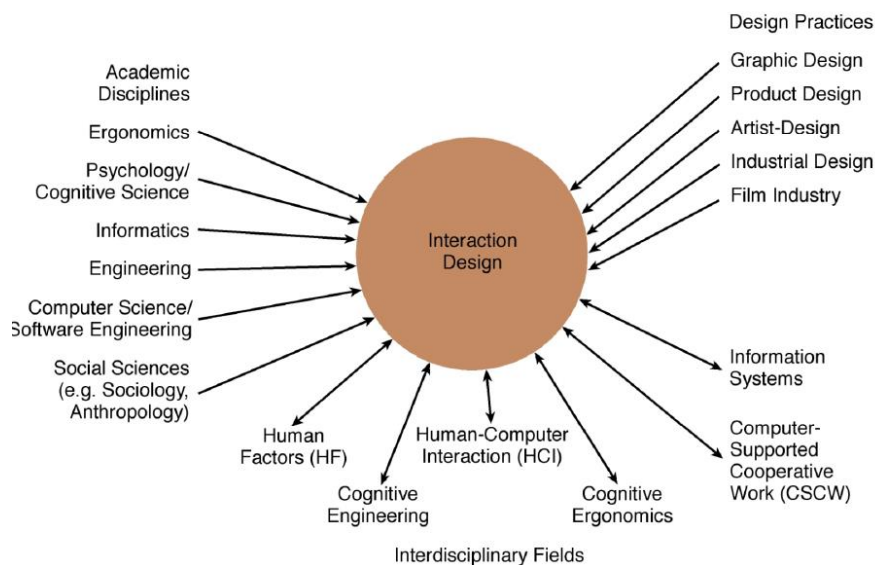 Academic
Disciplines
Ergonomics
Psychology/
Cognitive Science
Informatics
Engineering
Computer Science/
Software Engineering
Social Sciences
(e.g. Sociology,
Anthropology)
Interaction
Design
Design Practices
Graphic Design
Product Design
Artist-Design
Industrial Design
Film Industry
Human
Factors (HF)
Cognitive
Engineering
Human-Computer
Interaction (HCI)
Cognitive
Ergonomics
Information
Systems
Computer-
Supported
Cooperative
Work (CSCW)
Interdisciplinary Fields